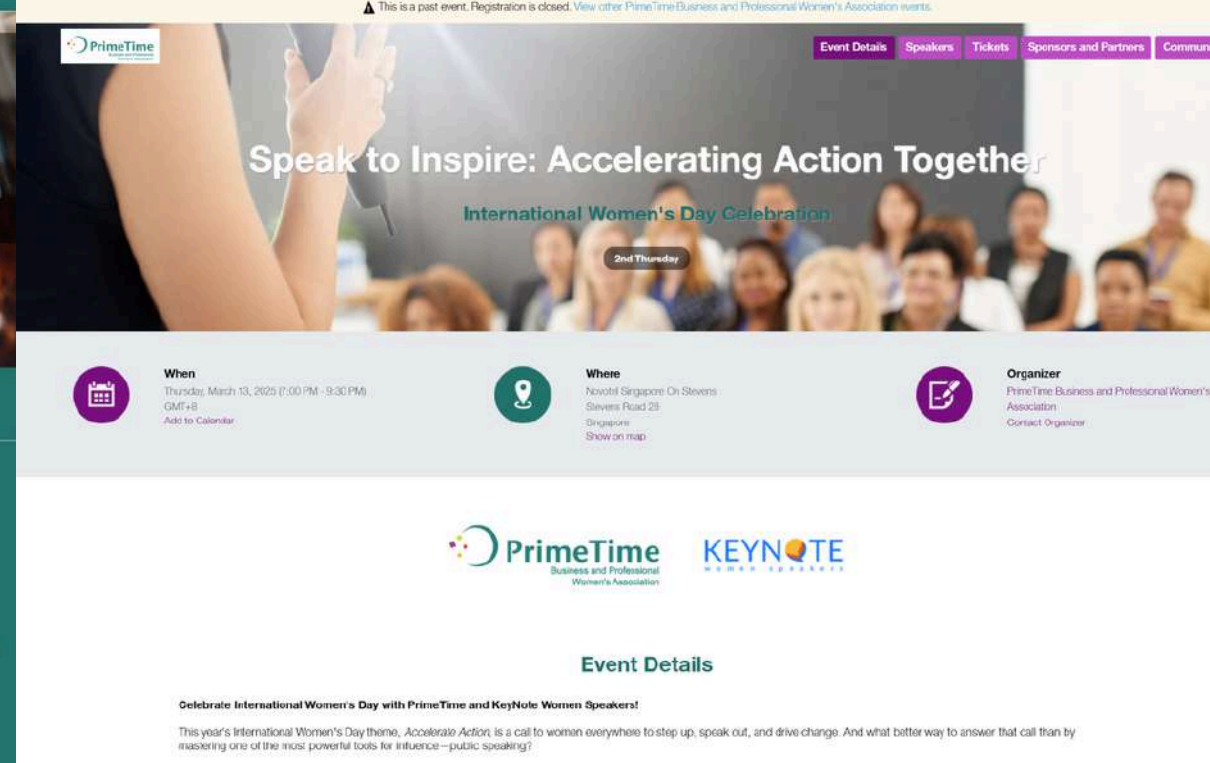 This is a past event. Registration is closed. View other PrimeTime Business and Professional Women's Association events.
PrimeTime
Business and Professional
Women's Association
Event Details
Speakers
Tickets
Sponsors and Partners
Commun
Speak to Inspire: Accelerating Action Together
International Women's Day Celebration
2nd Thursday
When
Thursday, March 13, 2025 (7:00 PM - 9:30 PM)
GMT+8
Add to Calendar
Where
Novotel Singapore On Stevens
Stevens Road 28
Singapore
Show on map
Organizer
PrimeTime Business and Professional Women's
Association
Contact Organizer
PrimeTime
Business and Professional
Women's Association
KEYNOTE
women speakers
Event Details
Celebrate International Women's Day with PrimeTime and KeyNote Women Speakers!
This year's International Women's Day theme, Accelerate Action, is a call to women everywhere to step up, speak out, and drive change. And what better way to answer that call than by
mastering one of the most powerful tools for influence—public speaking?